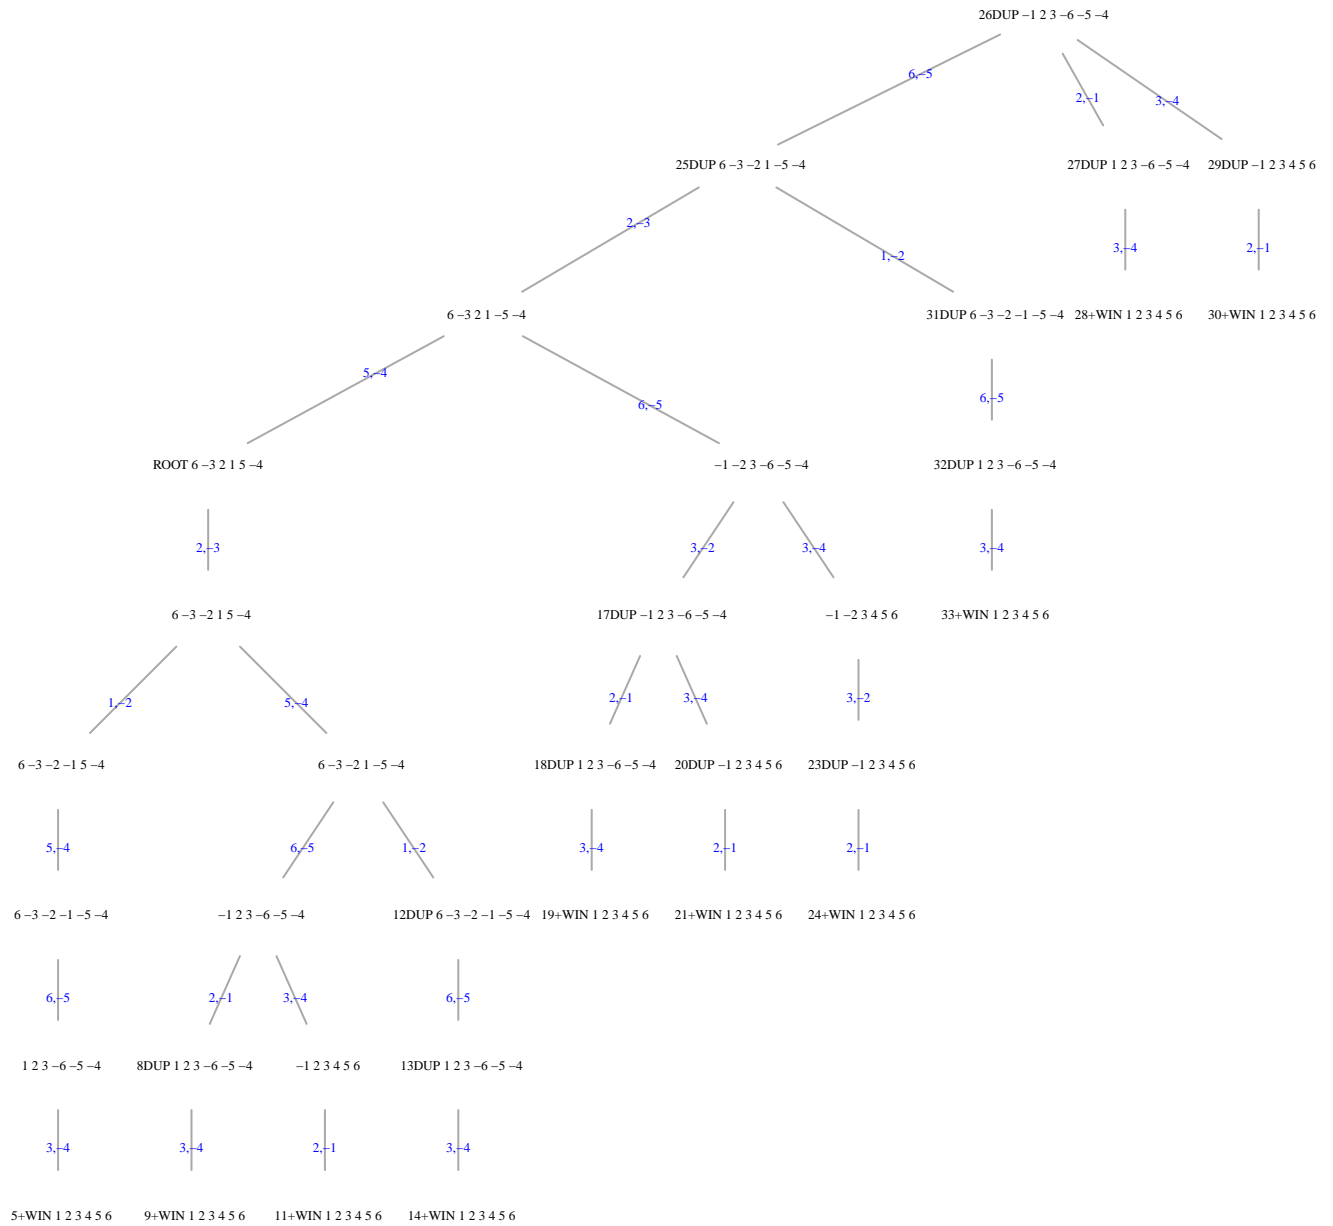 26DUP −1 2 3 −6 −5 −4
6,−5
2,−1
3,−4
25DUP 6 −3 −2 1 −5 −4
27DUP 1 2 3 −6 −5 −4
29DUP −1 2 3 4 5 6
2,−3
1,−2
3,−4
2,−1
6 −3 2 1 −5 −4
31DUP 6 −3 −2 −1 −5 −4
28+WIN 1 2 3 4 5 6
30+WIN 1 2 3 4 5 6
5,−4
6,−5
6,−5
ROOT 6 −3 2 1 5 −4
−1 −2 3 −6 −5 −4
32DUP 1 2 3 −6 −5 −4
2,−3
3,−2
3,−4
3,−4
6 −3 −2 1 5 −4
17DUP −1 2 3 −6 −5 −4
−1 −2 3 4 5 6
33+WIN 1 2 3 4 5 6
1,−2
5,−4
2,−1
3,−4
3,−2
6 −3 −2 −1 5 −4
6 −3 −2 1 −5 −4
18DUP 1 2 3 −6 −5 −4
20DUP −1 2 3 4 5 6
23DUP −1 2 3 4 5 6
5,−4
6,−5
1,−2
3,−4
2,−1
2,−1
6 −3 −2 −1 −5 −4
−1 2 3 −6 −5 −4
12DUP 6 −3 −2 −1 −5 −4
19+WIN 1 2 3 4 5 6
21+WIN 1 2 3 4 5 6
24+WIN 1 2 3 4 5 6
6,−5
2,−1
3,−4
6,−5
1 2 3 −6 −5 −4
8DUP 1 2 3 −6 −5 −4
−1 2 3 4 5 6
13DUP 1 2 3 −6 −5 −4
3,−4
3,−4
2,−1
3,−4
5+WIN 1 2 3 4 5 6
9+WIN 1 2 3 4 5 6
11+WIN 1 2 3 4 5 6
14+WIN 1 2 3 4 5 6